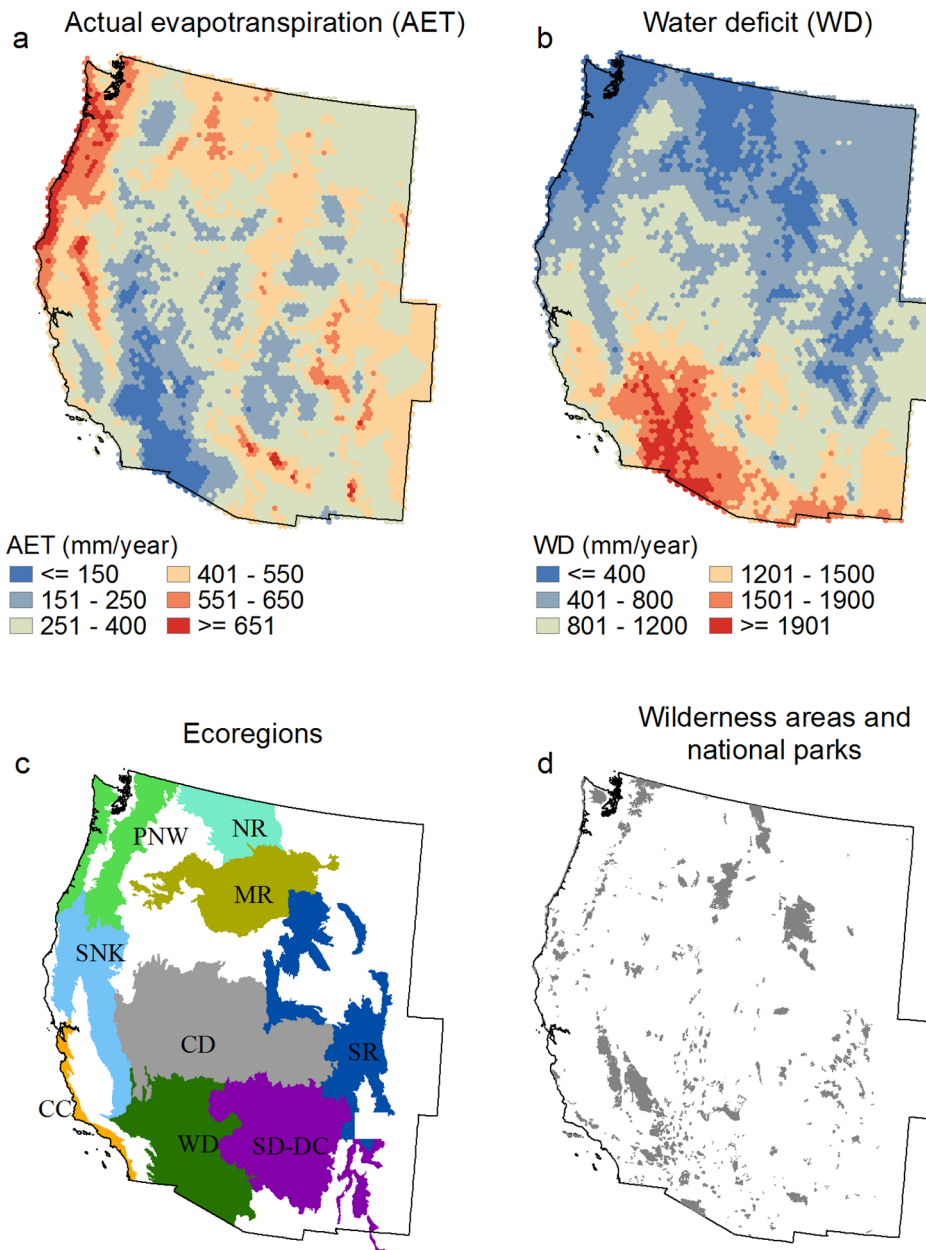 Actual evapotranspiration (AET)
a
Water deficit (WD)
b
AET (mm/year)
<= 150
401 - 550
151 - 250
551 - 650
251 - 400
>= 651
WD (mm/year)
<= 400
1201 - 1500
401 - 800
1501 - 1900
801 - 1200
>= 1901
Ecoregions
c
PNW
NR
MR
SNK
CD
SR
CC
WD
SD-DC
Wilderness areas and
national parks
d